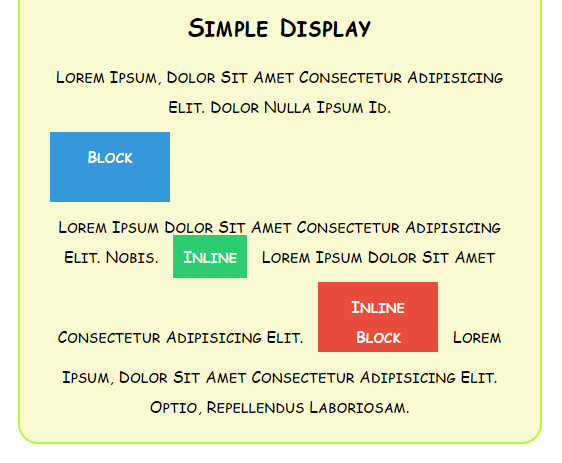 Simple Display
Lorem Ipsum, Dolor Sit Amet Consectetur Adipisicing
Elit. Dolor Nulla Ipsum Id.
Block
Lorem Ipsum Dolor Sit Amet Consectetur Adipisicing
Elit. Nobis. Inline Lorem Ipsum Dolor Sit Amet
Inline
Consectetur Adipisicing Elit. Block Lorem
Ipsum, Dolor Sit Amet Consectetur Adipisicing Elit.
Optio, Repellendus Laboriosam.